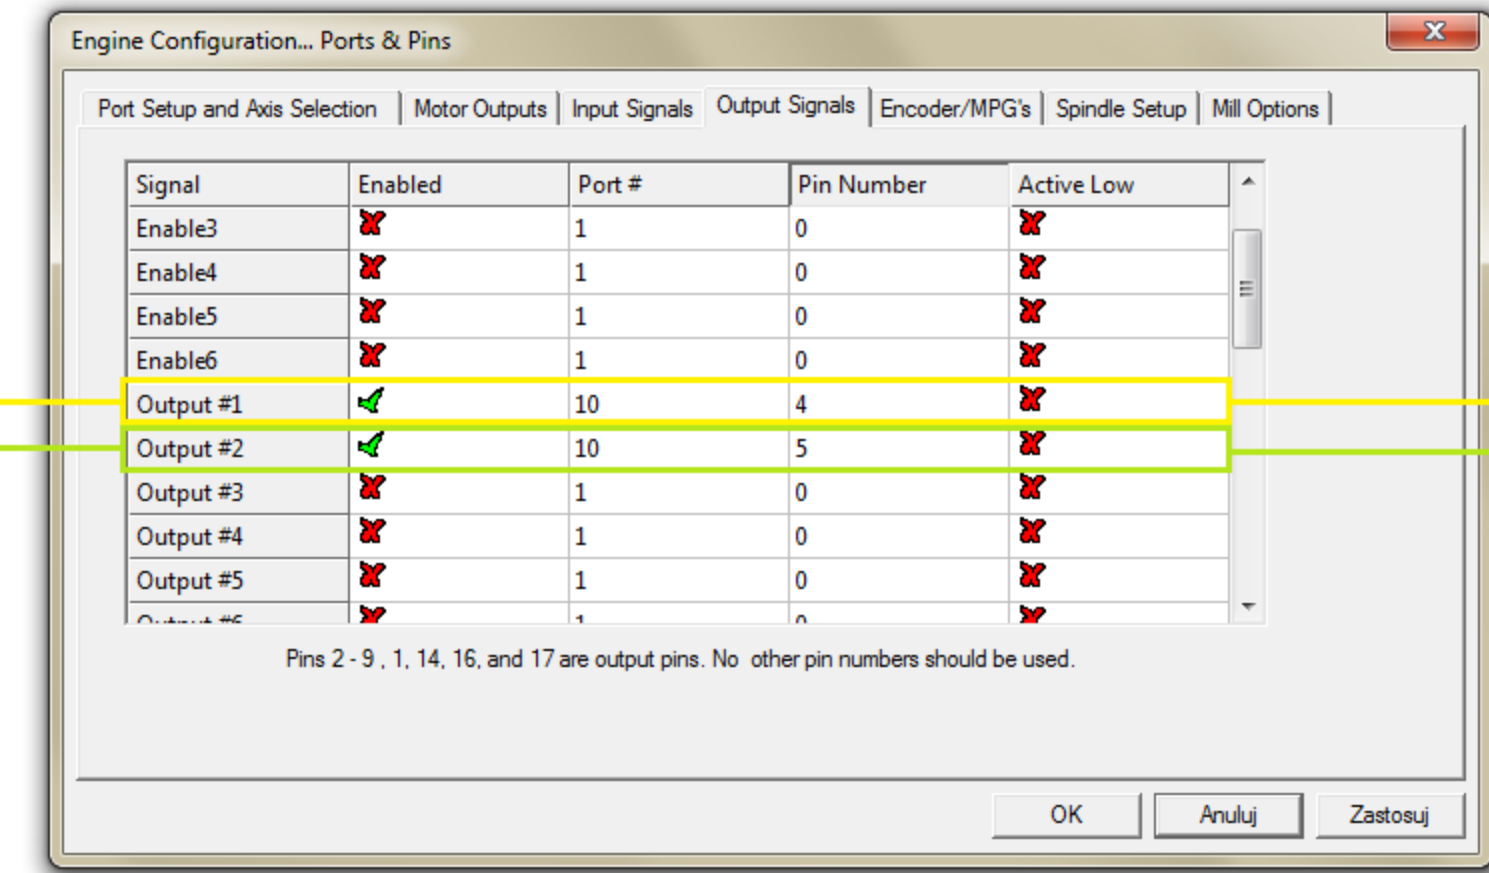 Engine Configuration... Ports & Pins
Port Setup and Axis Selection Motor Outputs Input Signals Output Signals Encoder/MPG's Spindle Setup Mill Options
Signal Enabled Port # Pin Number Active Low
Enable3 1 0
Enable4 1 0
Enable5 1 0
Enable6 1 0
Output #1 10 4
Output #2 10 5
Output #3 1 0
Output #4 1 0
Output #5 1 0
Output #6 1 0
Pins 2 - 9 , 1, 14, 16, and 17 are output pins. No other pin numbers should be used.
OK Anuluj Zastosuj